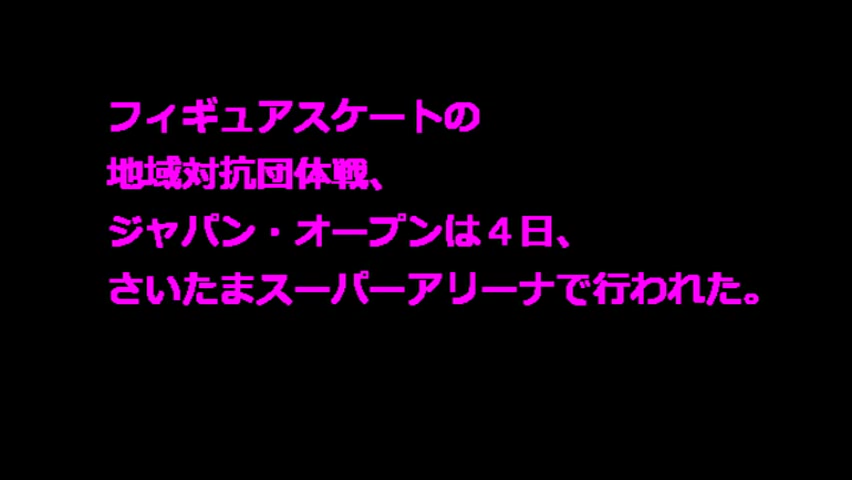 フィギュアスケートの
地域対抗団体戦、
ジャパン・オープンは４日、
さいたまスーパーアリーナで行われた。